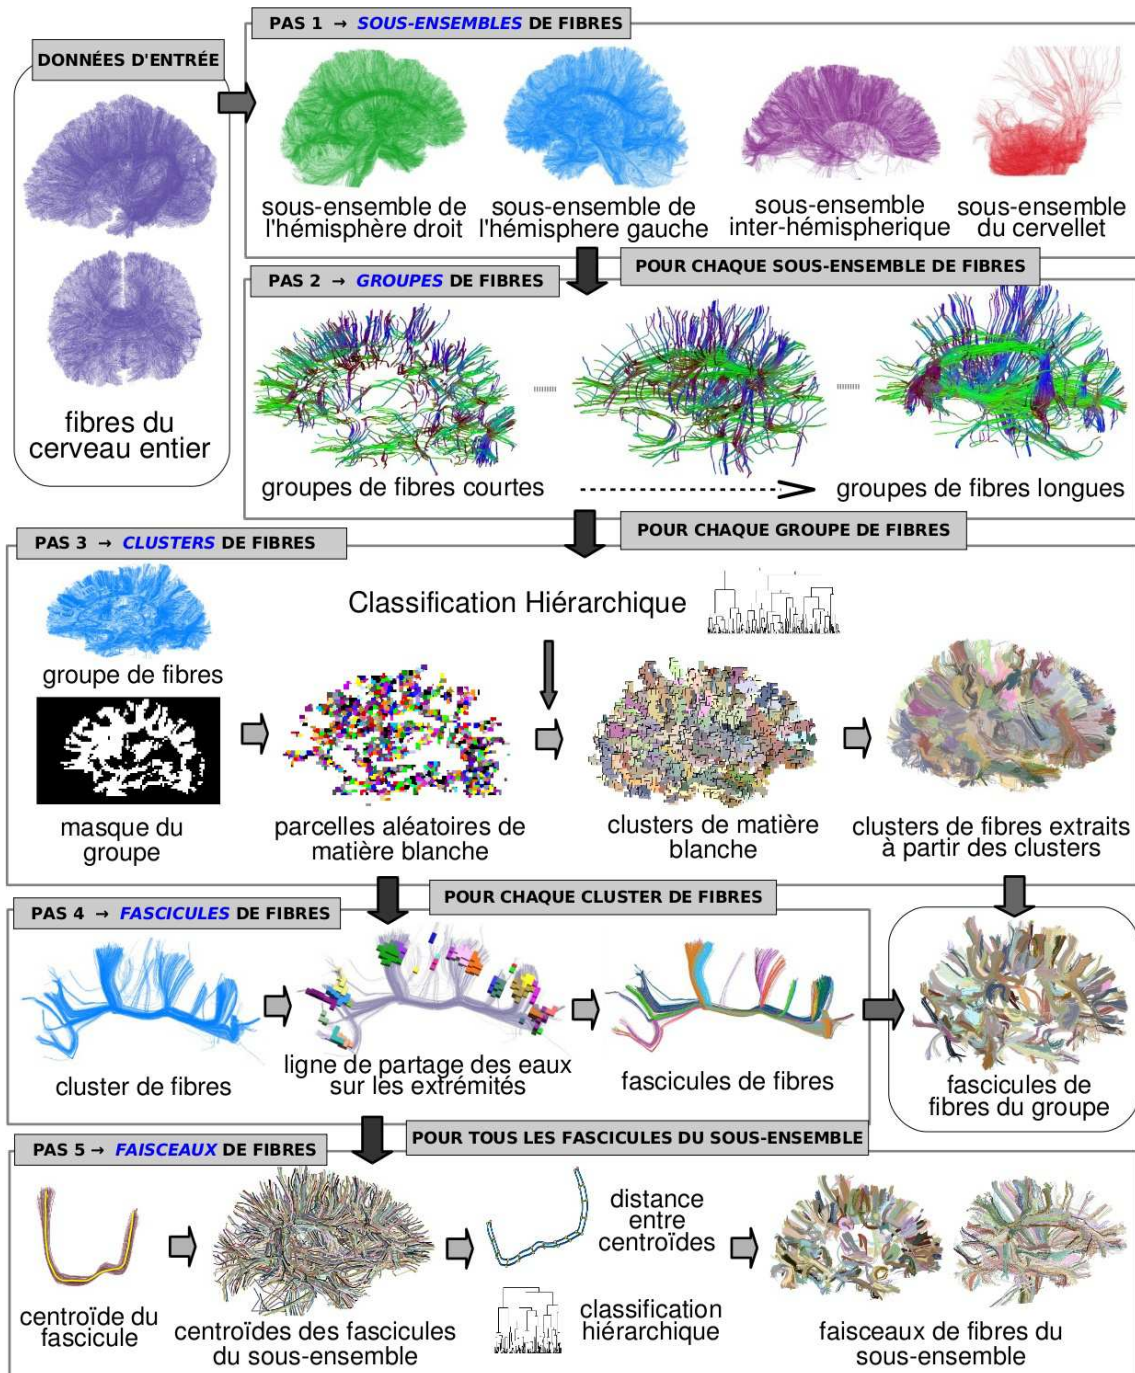 DONNÉES D'ENTRÉE
fibres du
cerveau entier
PAS 1 → SOUS-ENSEMBLES DE FIBRES
sous-ensemble de
l'hémisphère droit
sous-ensemble de
l'hémisphere gauche
sous-ensemble
inter-hémispherique
sous-ensemble
du cervellet
POUR CHAQUE SOUS-ENSEMBLE DE FIBRES
PAS 2 → GROUPES DE FIBRES
groupes de fibres courtes
groupes de fibres longues
POUR CHAQUE GROUPE DE FIBRES
PAS 3 → CLUSTERS DE FIBRES
groupe de fibres
Classification Hiérarchique
masque du
groupe
parcelles aléatoires de
matière blanche
clusters de matière
blanche
clusters de fibres extraits
à partir des clusters
POUR CHAQUE CLUSTER DE FIBRES
PAS 4 → FASCICULES DE FIBRES
cluster de fibres
ligne de partage des eaux
sur les extrémités
fascicules de fibres
fascicules de
fibres du groupe
POUR TOUS LES FASCICULES DU SOUS-ENSEMBLE
PAS 5 → FAISCEAUX DE FIBRES
centroïde du
fascicule
centroïdes des fascicules
du sous-ensemble
distance
entre
centroïdes
classification
hiérarchique
faisceaux de fibres du
sous-ensemble